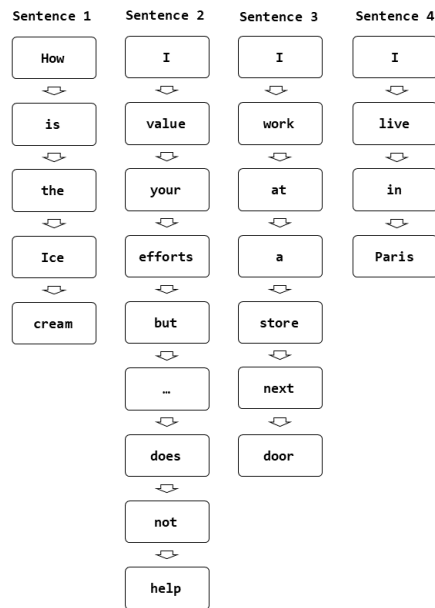 Sentence 1
How
is
the
Ice
cream
Sentence 2
I
value
your
efforts
but
…
does
not
help
Sentence 3
I
work
at
a
store
next
door
Sentence 4
I
live
in
Paris